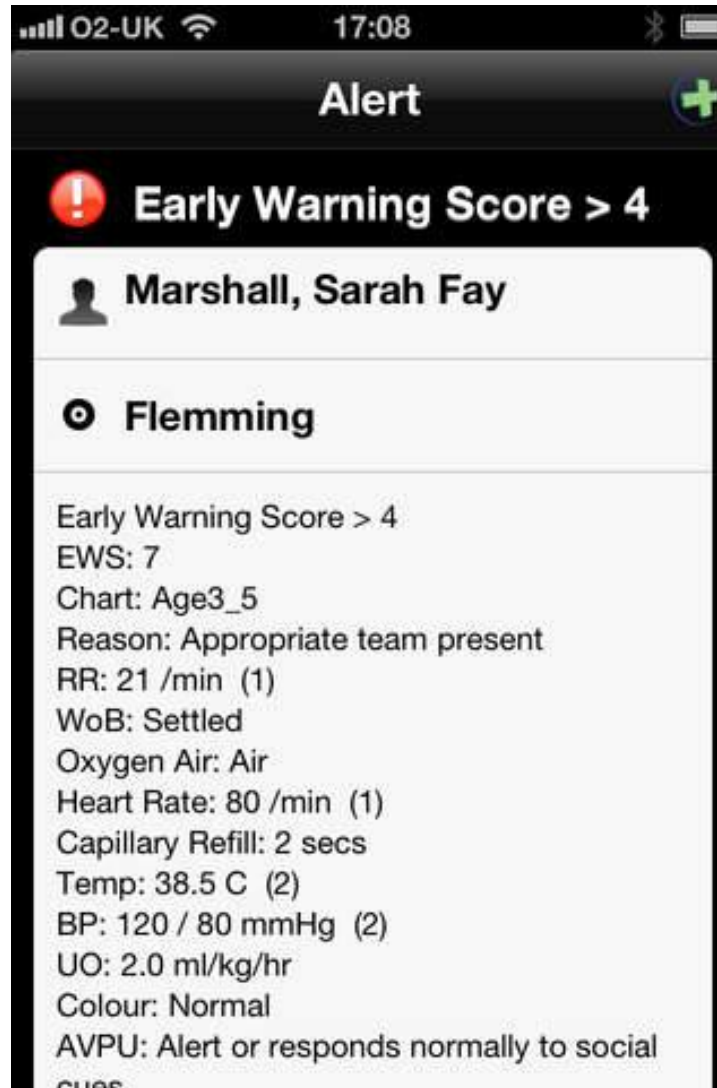 O2-UK 17:08
Alert
Early Warning Score > 4
Marshall, Sarah Fay
Flemming
Early Warning Score > 4
EWS: 7
Chart: Age3_5
Reason: Appropriate team present
RR: 21 /min (1)
WoB: Settled
Oxygen Air: Air
Heart Rate: 80 /min (1)
Capillary Refill: 2 secs
Temp: 38.5 C (2)
BP: 120 / 80 mmHg (2)
UO: 2.0 ml/kg/hr
Colour: Normal
AVPU: Alert or responds normally to social
cues